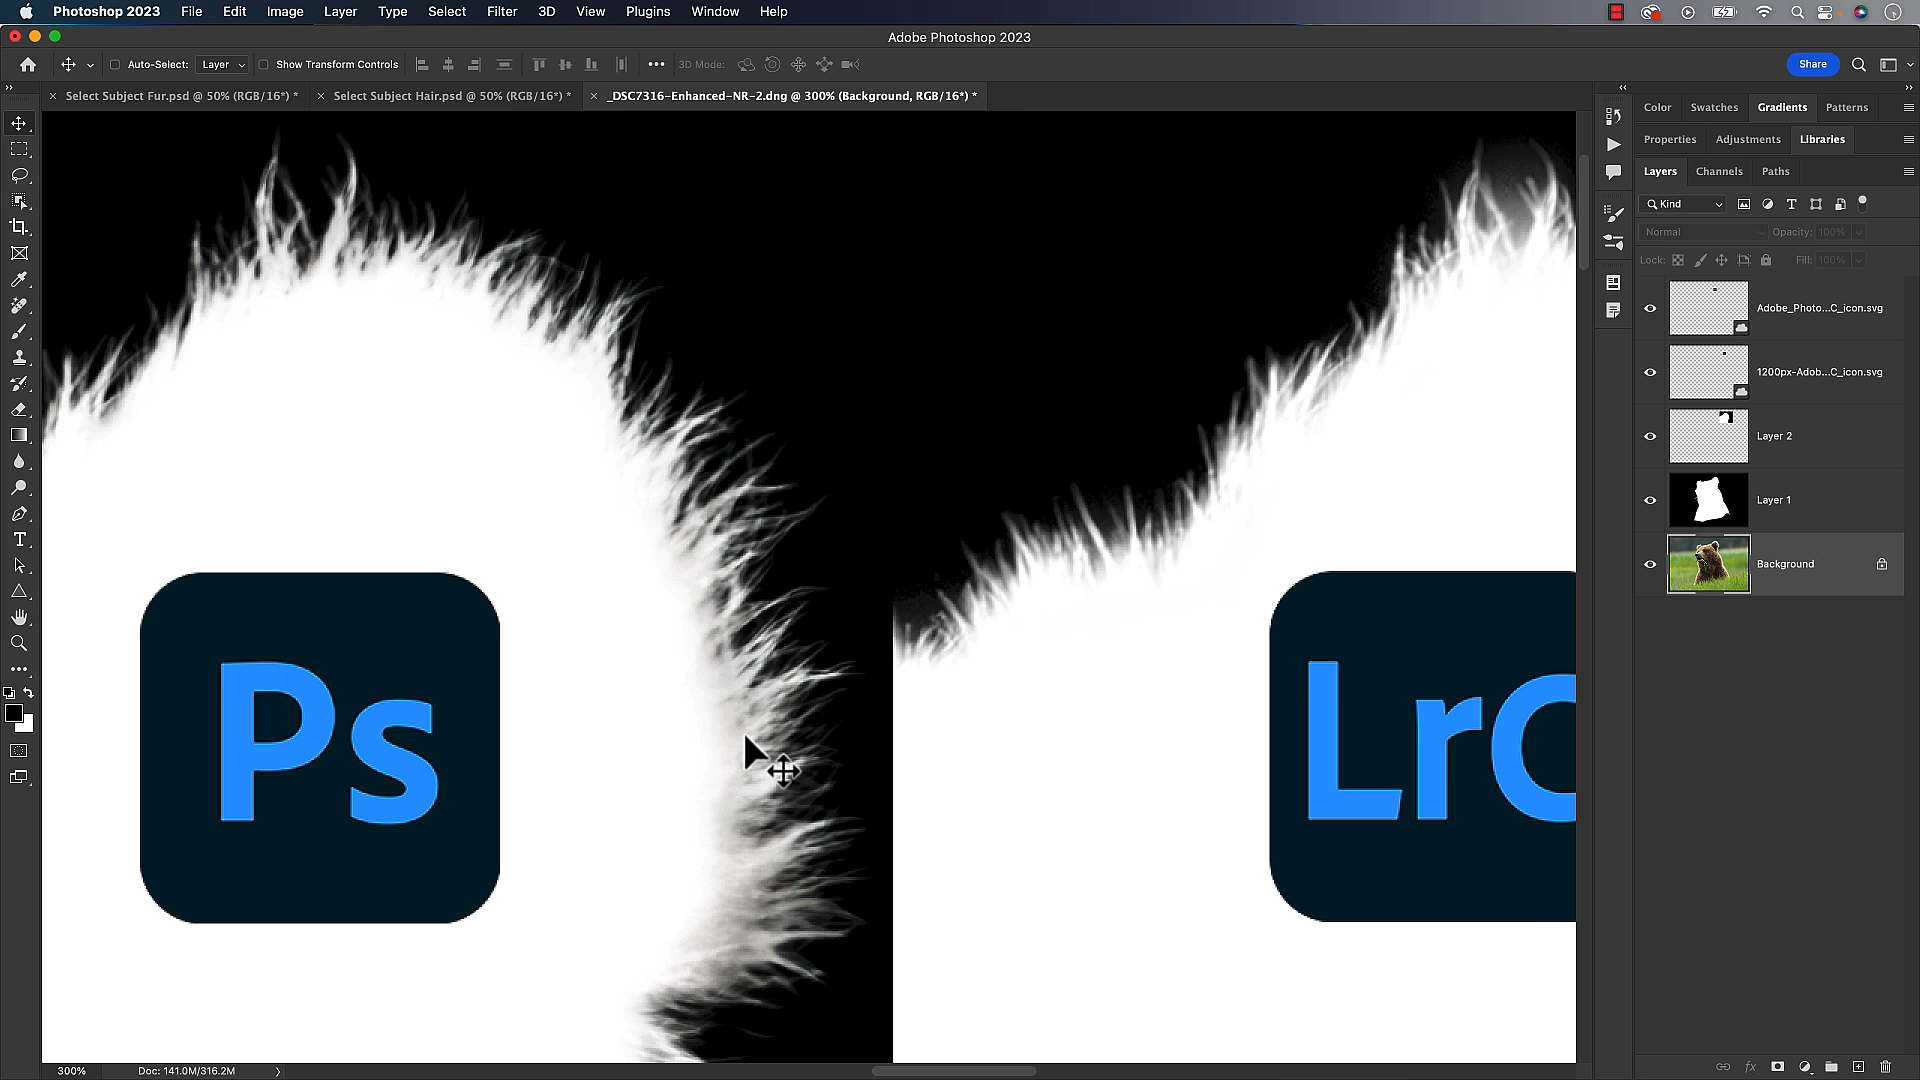 Photoshop 2023 File Edit Image Layer Type Select Filter 3D View Plugins Window Help
Adobe Photoshop 2023
Auto-Select: Layer Show Transform Controls 3D Mode: Share
Select Subject Fur.psd @ 50% (RGB/16*) * Select Subject Hair.psd @ 50% (RGB/16*) * _DSC7316-Enhanced-NR-2.dng @ 300% (Background, RGB/16*) *
Color Swatches Gradients Patterns
Properties Adjustments Libraries
Layers Channels Paths
Kind
Normal Opacity: 100%
Lock: Fill: 100%
Adobe_Photo...C_icon.svg
1200px-Adob...C_icon.svg
Layer 2
Layer 1
Background
Ps
LrC
300% Doc: 141.0M/316.2M